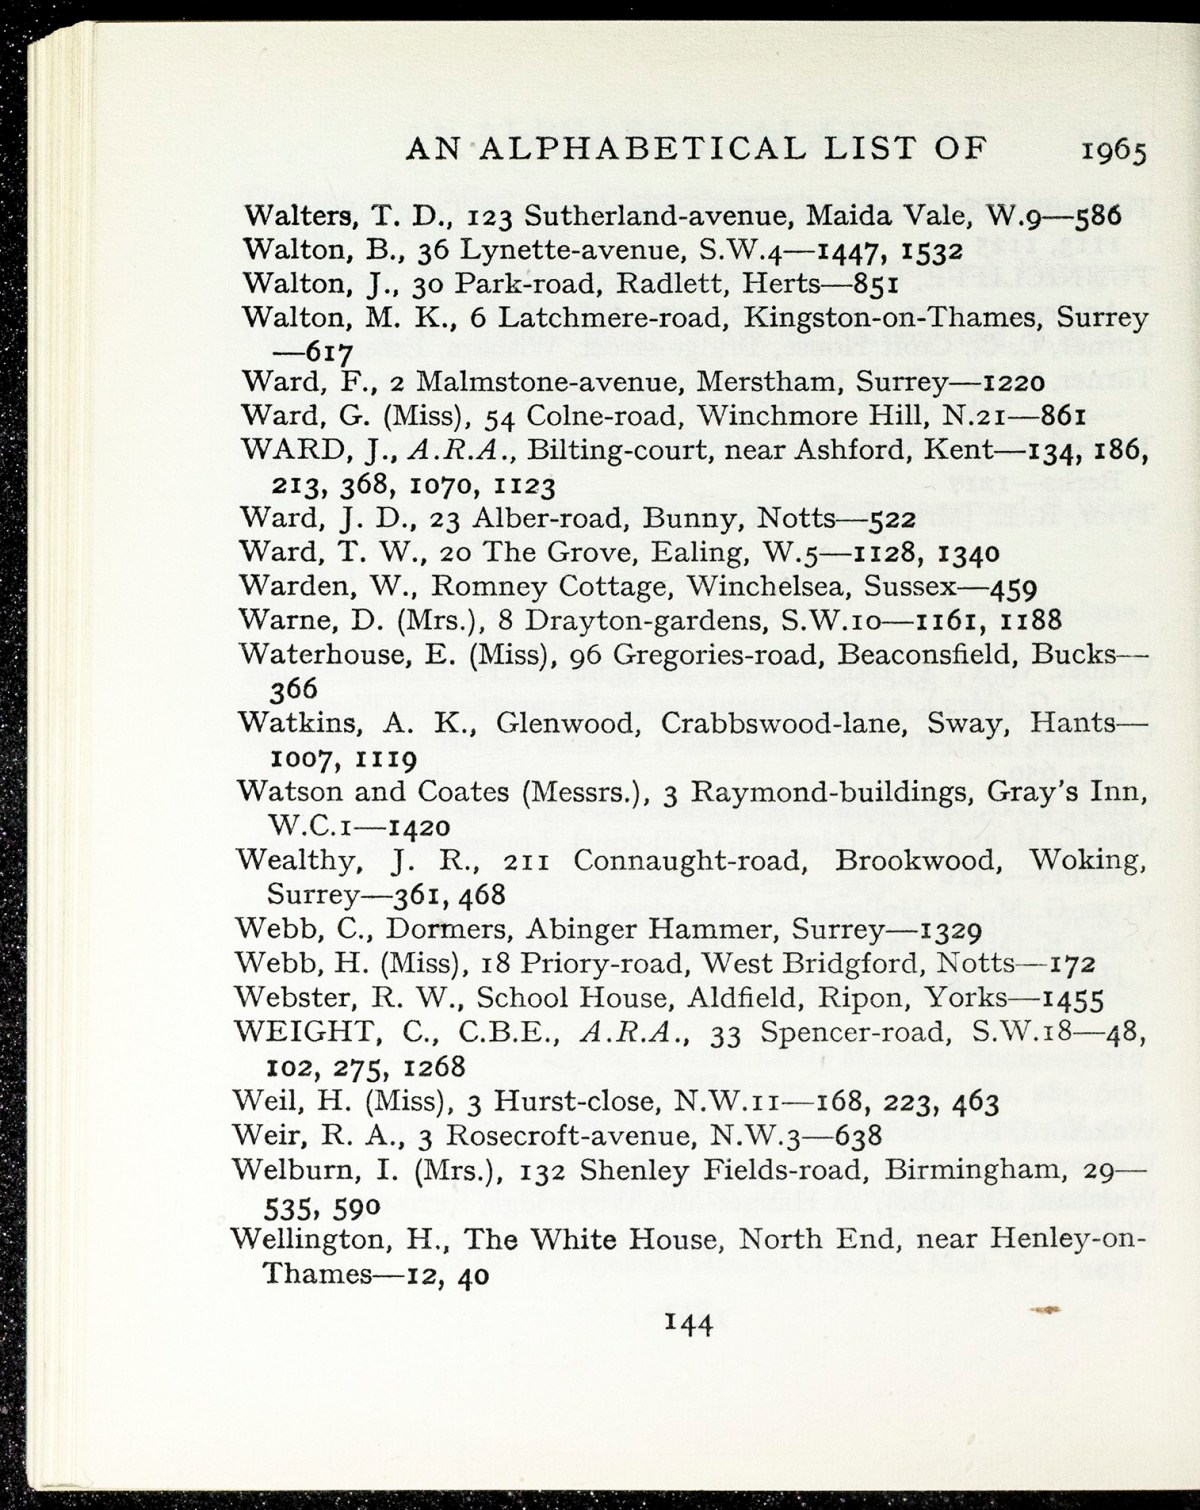 AN ALPHABETICAL LIST OF 1965
Walters, T. D., 123 Sutherland-avenue, Maida Vale, W.9—586
Walton, B., 36 Lynette-avenue, S.W.4—1447, 1532
Walton, J., 30 Park-road, Radlett, Herts—851
Walton, M. K., 6 Latchmere-road, Kingston-on-Thames, Surrey
—617
Ward, F., 2 Malmstone-avenue, Merstham, Surrey—1220
Ward, G. (Miss), 54 Colne-road, Winchmore Hill, N.21—861
WARD, J., A.R.A., Bilting-court, near Ashford, Kent—134, 186,
213, 368, 1070, 1123
Ward, J. D., 23 Alber-road, Bunny, Notts—522
Ward, T. W., 20 The Grove, Ealing, W.5—1128, 1340
Warden, W., Romney Cottage, Winchelsea, Sussex—459
Warne, D. (Mrs.), 8 Drayton-gardens, S.W.10—1161, 1188
Waterhouse, E. (Miss), 96 Gregories-road, Beaconsfield, Bucks—
366
Watkins, A. K., Glenwood, Crabbswood-lane, Sway, Hants—
1007, 1119
Watson and Coates (Messrs.), 3 Raymond-buildings, Gray's Inn,
W.C.1—1420
Wealthy, J. R., 211 Connaught-road, Brookwood, Woking,
Surrey—361, 468
Webb, C., Dormers, Abinger Hammer, Surrey—1329
Webb, H. (Miss), 18 Priory-road, West Bridgford, Notts—172
Webster, R. W., School House, Aldfield, Ripon, Yorks—1455
WEIGHT, C., C.B.E., A.R.A., 33 Spencer-road, S.W.18—48,
102, 275, 1268
Weil, H. (Miss), 3 Hurst-close, N.W.11—168, 223, 463
Weir, R. A., 3 Rosecroft-avenue, N.W.3—638
Welburn, I. (Mrs.), 132 Shenley Fields-road, Birmingham, 29—
535, 590
Wellington, H., The White House, North End, near Henley-on-
Thames—12, 40
144